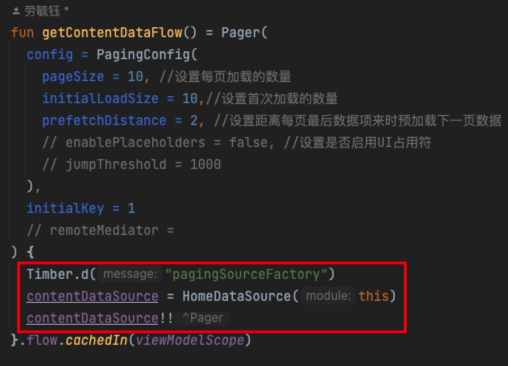 劳毓钰 *
fun getContentDataFlow() = Pager(
config = PagingConfig(
pageSize = 10, //设置每页加载的数量
initialLoadSize = 10,//设置首次加载的数量
prefetchDistance = 2, //设置距离每页最后数据项来时预加载下一页数据
// enablePlaceholders = false, //设置是否启用UI占用符
// jumpThreshold = 1000
),
initialKey = 1
// remoteMediator =
) {
Timber.d( message: "pagingSourceFactory")
contentDataSource = HomeDataSource( module: this)
contentDataSource!! ^Pager
}.flow.cachedIn(viewModelScope)